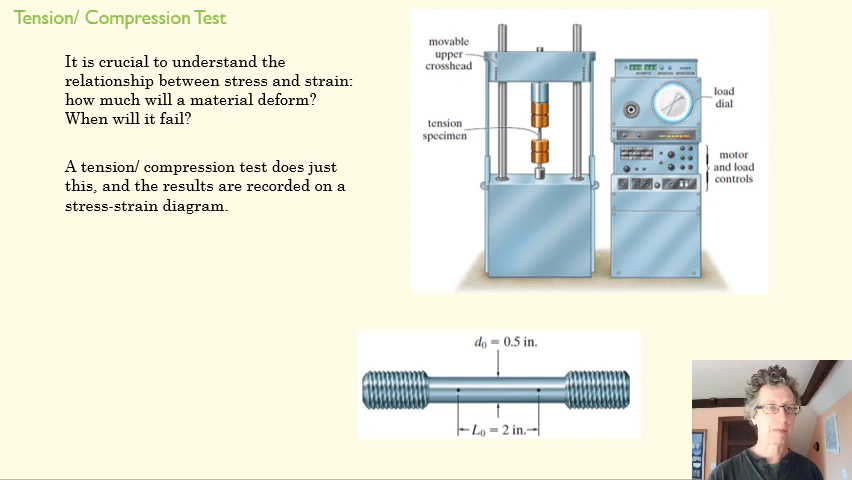 Tension/ Compression Test
It is crucial to understand the
relationship between stress and strain:
how much will a material deform?
When will it fail?
A tension/ compression test does just
this, and the results are recorded on a
stress-strain diagram.
movable
upper
crosshead
tension
specimen
load
dial
motor
and load
controls
d₀ = 0.5 in.
L₀ = 2 in.